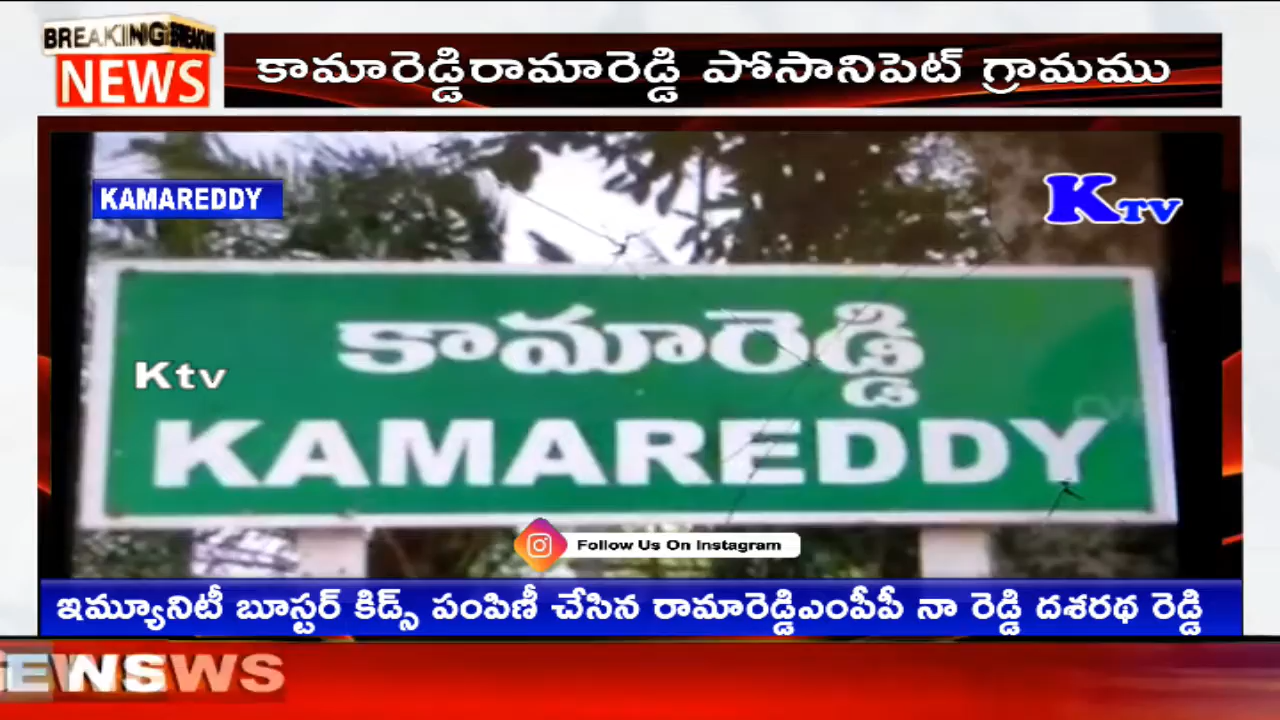 BREAKING
NEWS
కామారెడ్డిరామారెడ్డి పోసానిపెట్ గ్రామము
KAMAREDDY
KTV
కామారెడ్డి
Ktv
KAMAREDDY
Follow Us On Instagram
ఇమ్యూనిటీ బూస్టర్ కిడ్స్ పంపిణీ చేసిన రామారెడ్డిఎంపీపీ నా రెడ్డి దశరథ రెడ్డి